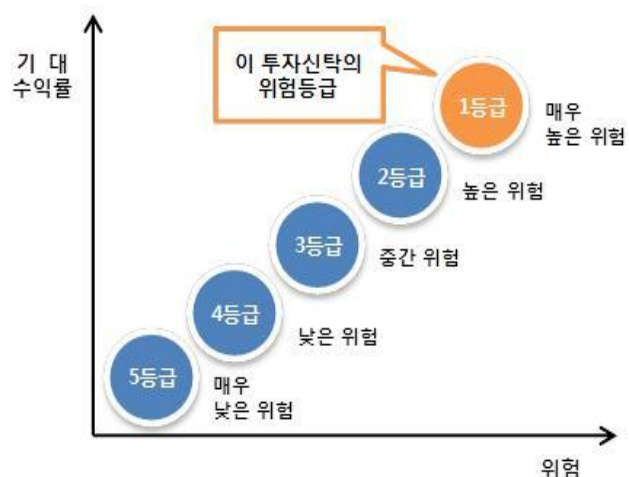 기 대
수익률
이 투자신탁의
위험등급
1등급
매우
높은 위험
2등급
높은 위험
3등급
중간 위험
4등급
낮은 위험
5등급
매우
낮은 위험
위험